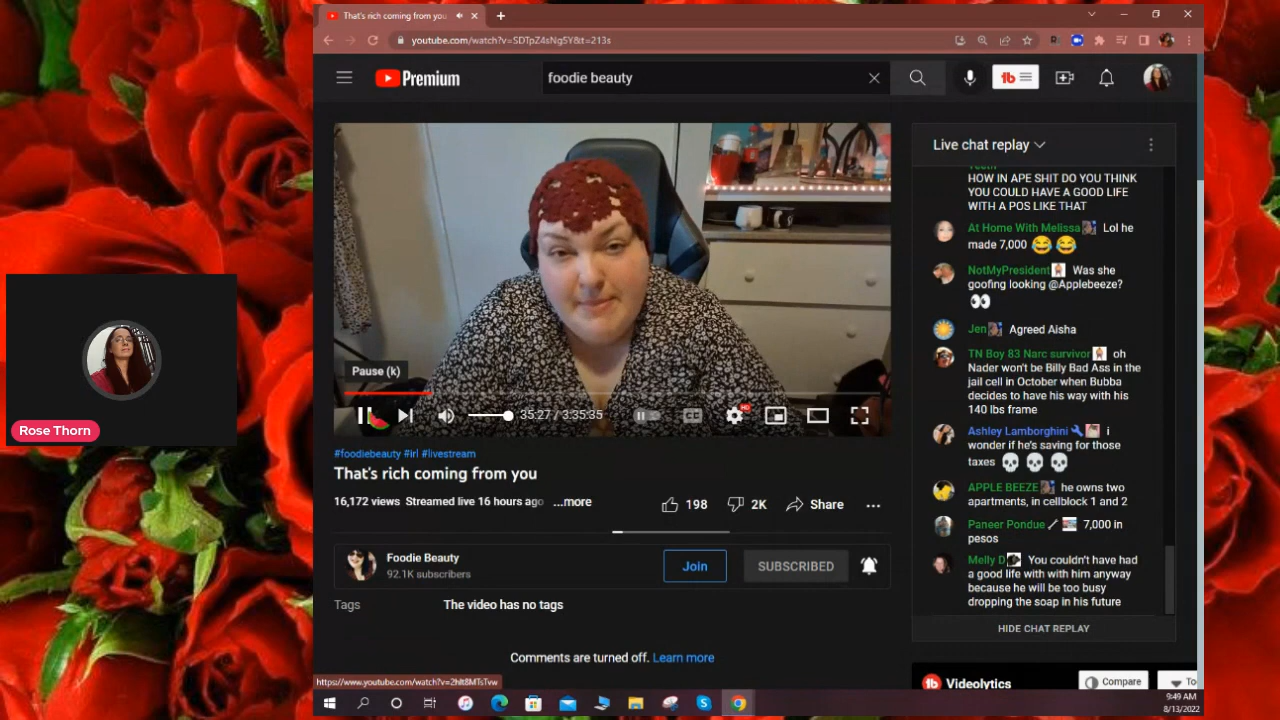 That's rich coming from you
youtube.com/watch?v=SDTpZ4sNg5Y&t=213s
Premium
foodie beauty
Live chat replay
HOW IN APE SHIT DO YOU THINK
YOU COULD HAVE A GOOD LIFE
WITH A POS LIKE THAT
At Home With Melissa Lol he
made 7,000
NotMyPresident Was she
goofing looking @Applebeeze?
Jen Agreed Aisha
TN Boy 83 Narc survivor oh
Nader won't be Billy Bad Ass in the
jail cell in October when Bubba
decides to have his way with his
140 lbs frame
Ashley Lamborghini i
wonder if he's saving for those
taxes
APPLE BEEZE he owns two
apartments, in cellblock 1 and 2
Paneer Pondue 7,000 in
pesos
Melly D You couldn't have had
a good life with with him anyway
because he will be too busy
dropping the soap in his future
HIDE CHAT REPLAY
Pause (k)
35:27 / 3:35:35
CC
HD
Rose Thorn
#foodiebeauty #irl #livestream
That's rich coming from you
16,172 views Streamed live 16 hours ago ...more
198 2K Share
Foodie Beauty
92.1K subscribers
Join
SUBSCRIBED
Tags The video has no tags
Comments are turned off. Learn more
https://www.youtube.com/watch?v=2hlt8MTsTvw
tb Videolytics
Compare
To
9:49 AM
8/13/2022